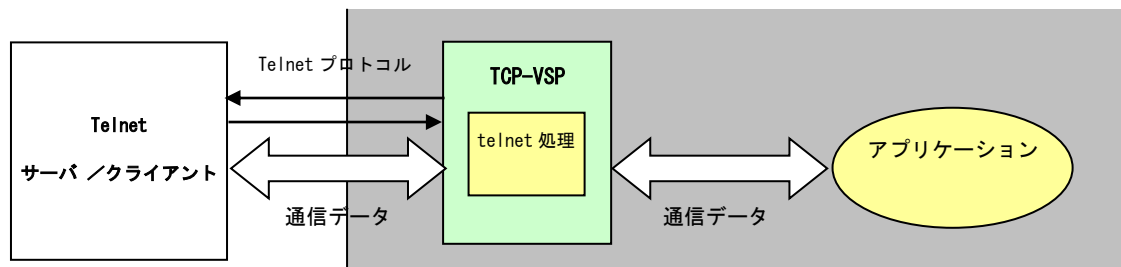 Telnet プロトコル
TCP-VSP
Telnet
サーバ ／クライアント
telnet 処理
アプリケーション
通信データ
通信データ